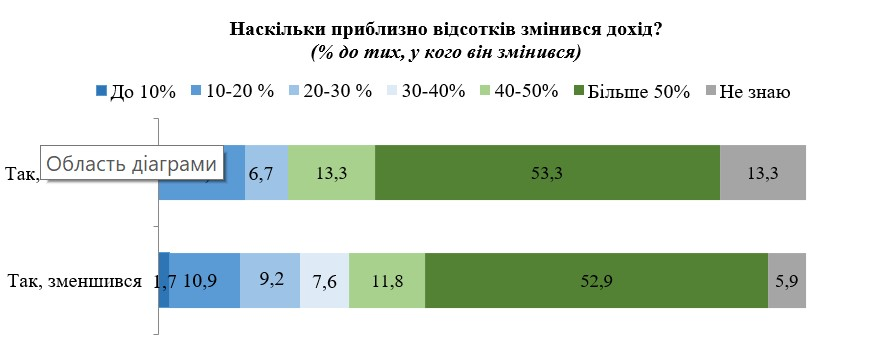 Наскільки приблизно відсотків змінився дохід?
(% до тих, у кого він змінився)
До 10% 10-20 % 20-30 % 30-40% 40-50% Більше 50% Не знаю
Так,
Область діаграми
6,7 13,3 53,3 13,3
Так, зменшився 1,7 10,9 9,2 7,6 11,8 52,9 5,9